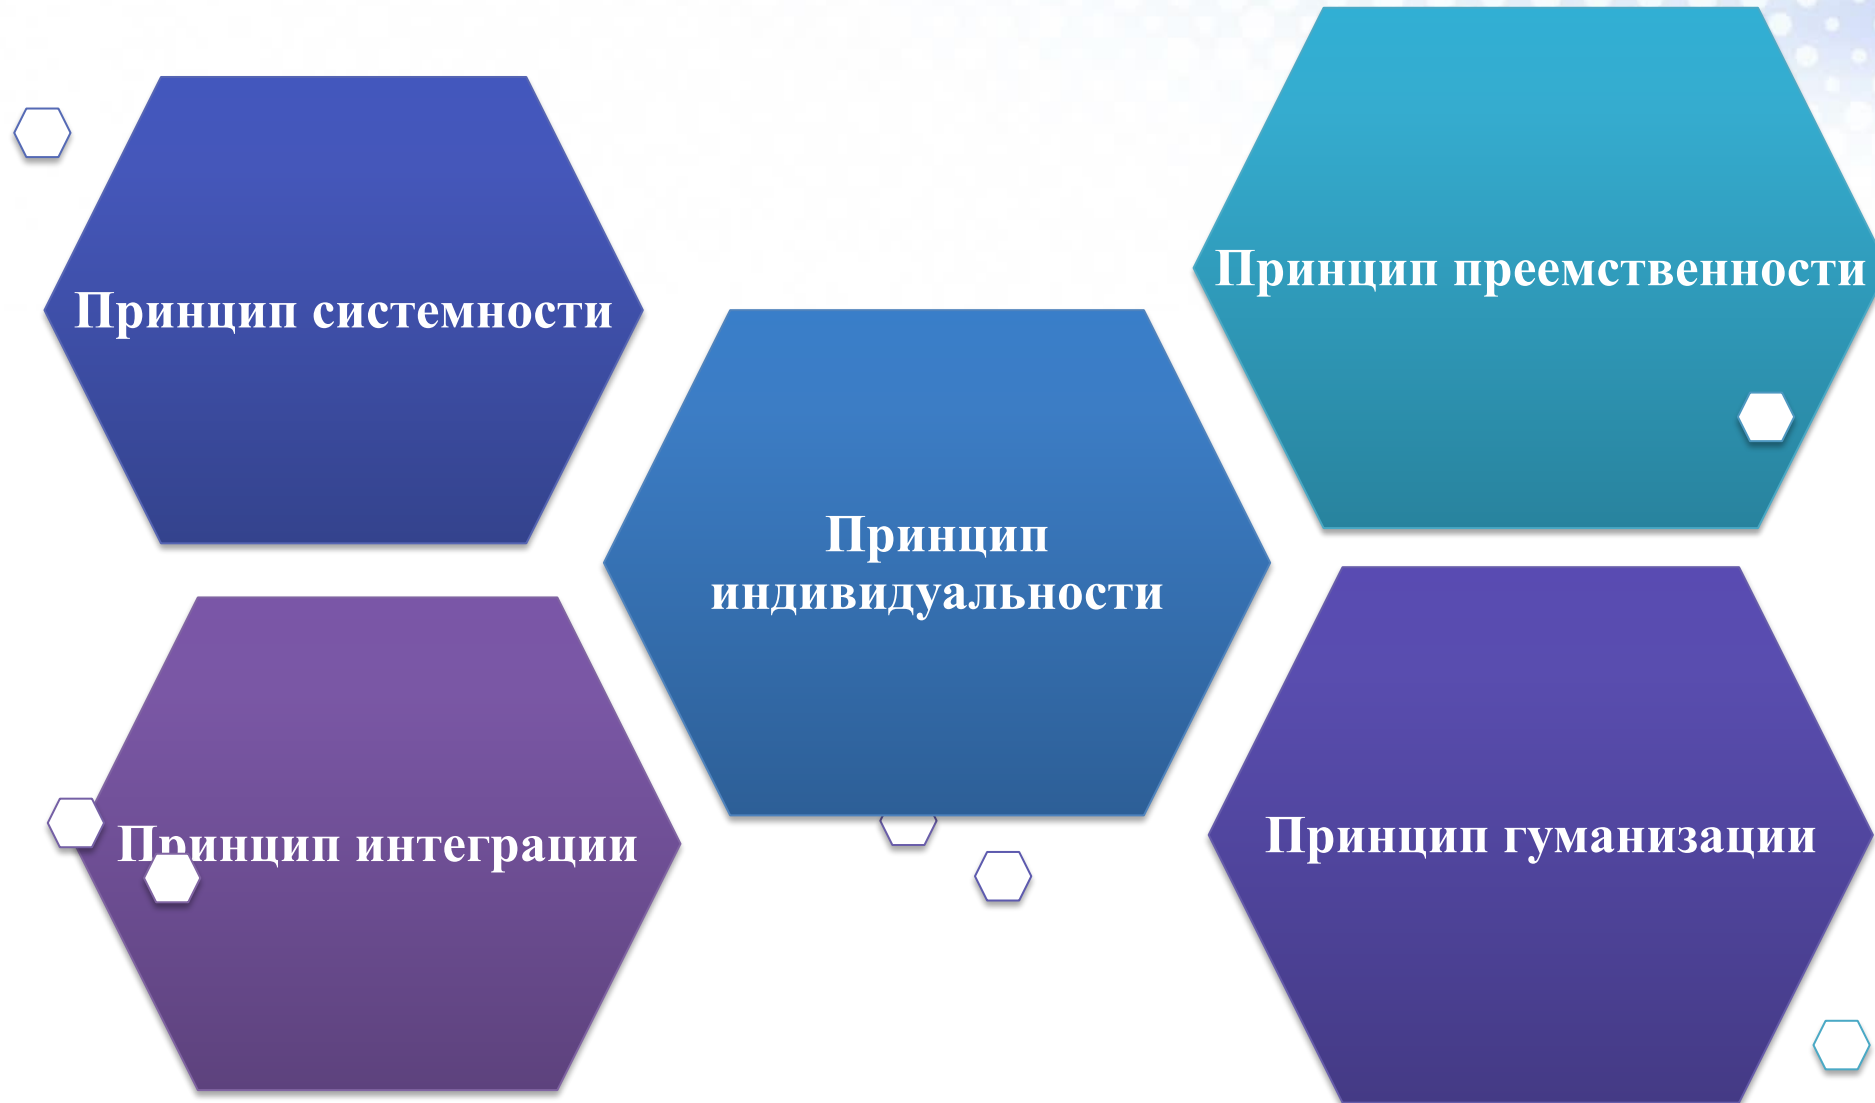 Принцип системности
Принцип преемственности
Принцип
индивидуальности
Принцип интеграции
Принцип гуманизации